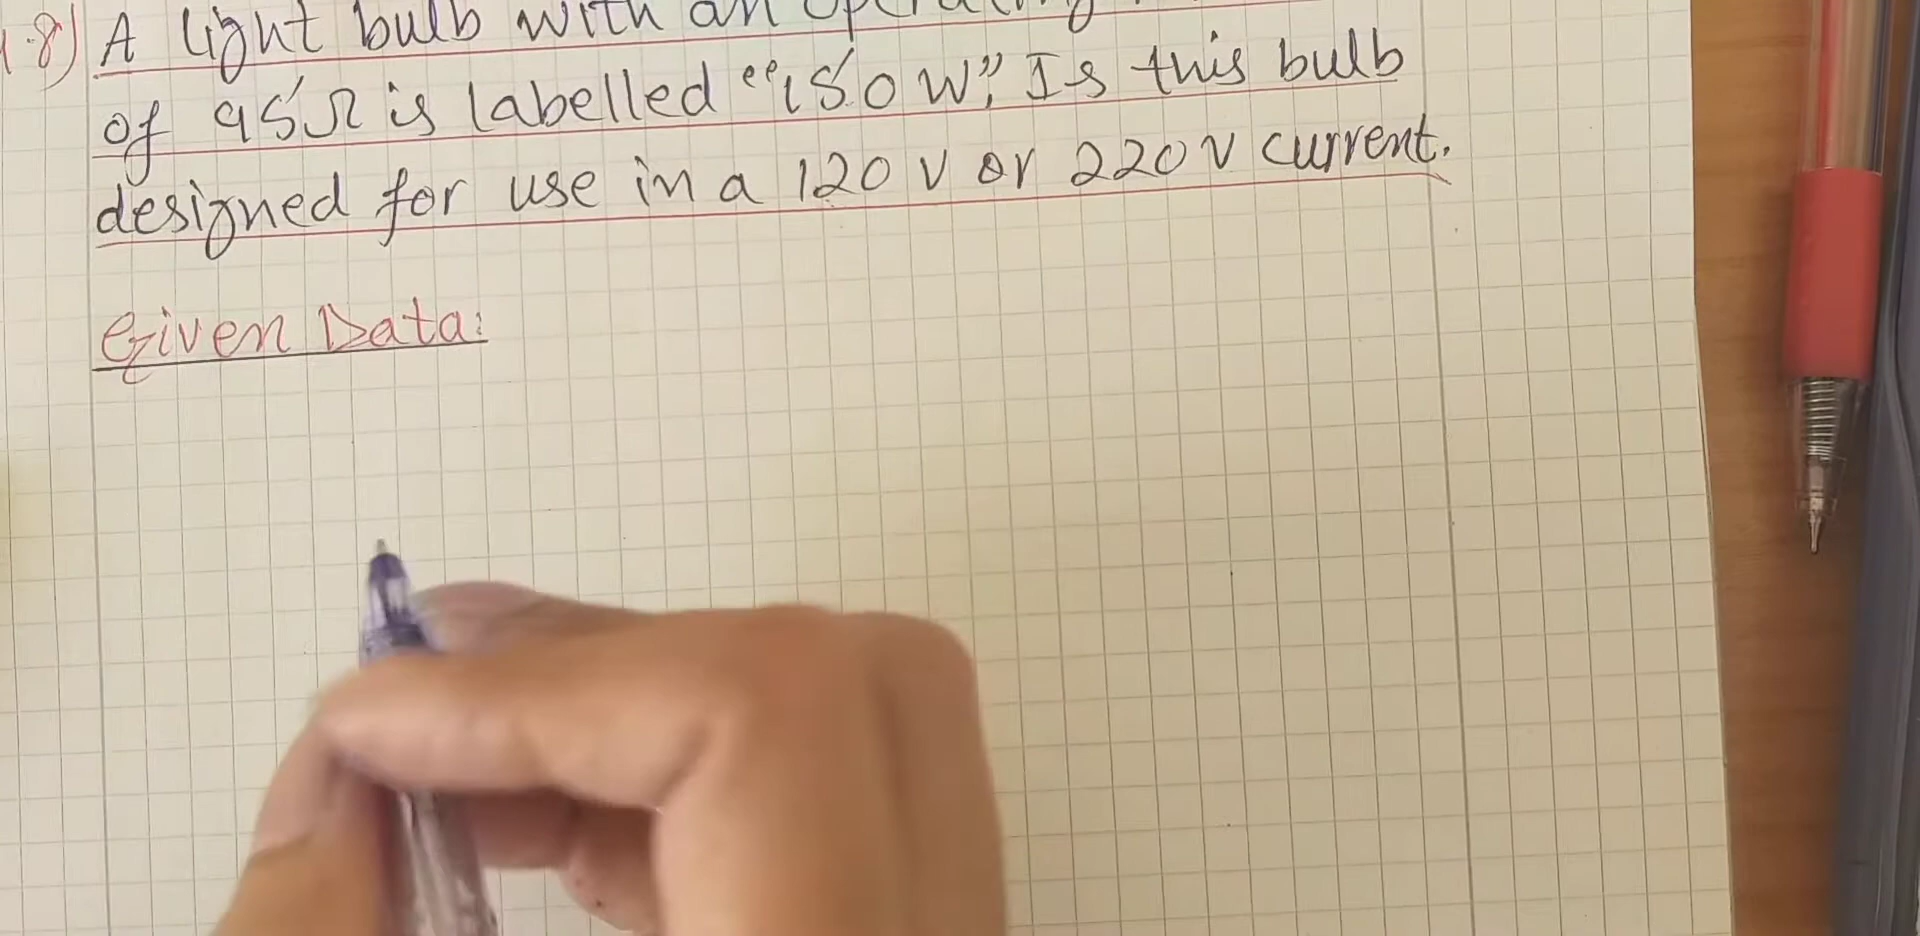 8) A light bulb with an operating
of 95Ω is labelled "150 W", Is this bulb
designed for use in a 120 V or 220 V current.
Given Data: